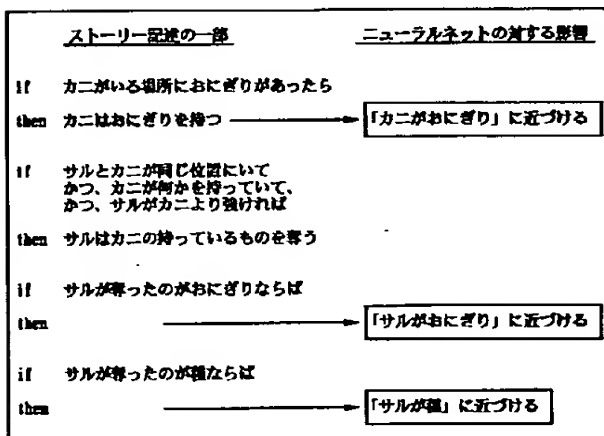 ストーリー記述の一部 ニューラルネットの対する影響
if カニがいる場所におにぎりがあったら
then カニはおにぎりを持つ 「カニがおにぎり」に近づける
if サルとカニが同じ位置にいて
かつ、カニが何かを持っていて、
かつ、サルがカニより強ければ
then サルはカニの持っているものを奪う
if サルが奪ったのがおにぎりならば
then 「サルがおにぎり」に近づける
if サルが奪ったのが種ならば
then 「サルが種」に近づける